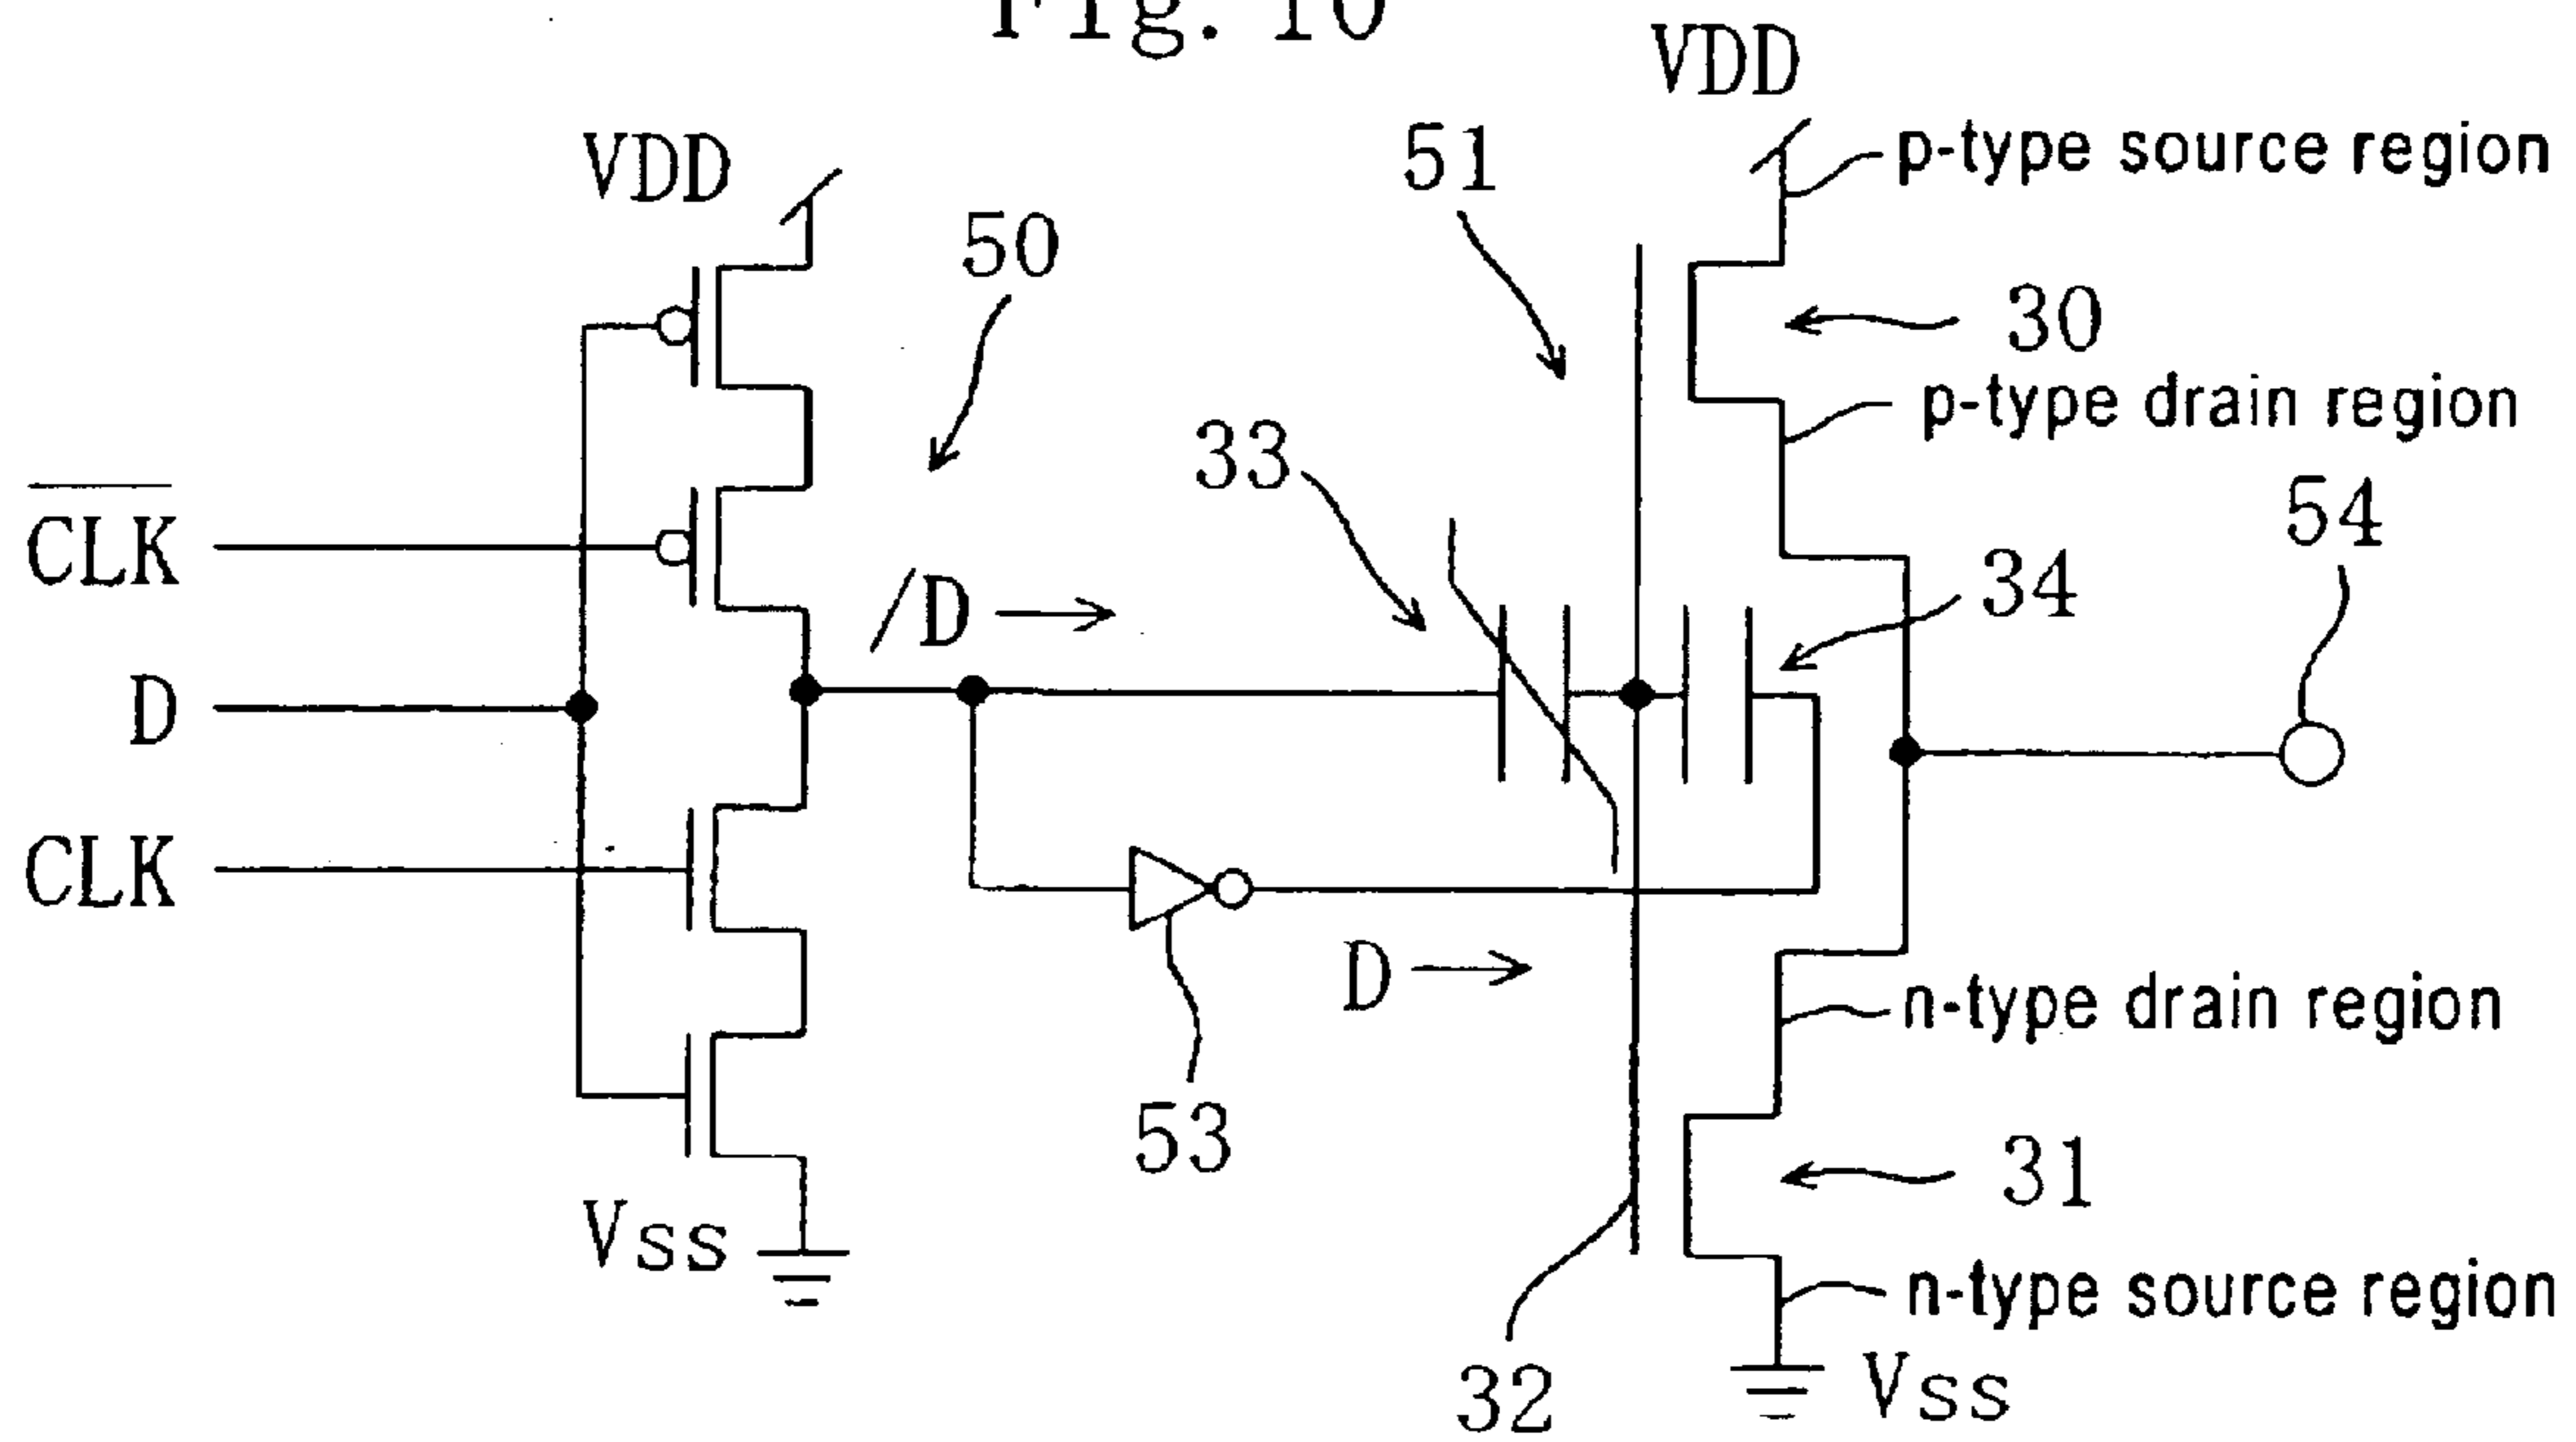 Fig. 10
VDD
p-type source region
VDD
51
50
30
p-type drain region
33
54
C̅L̅K̅
34
/D
D
CLK
D
n-type drain region
53
31
VSS
n-type source region
32
VSS